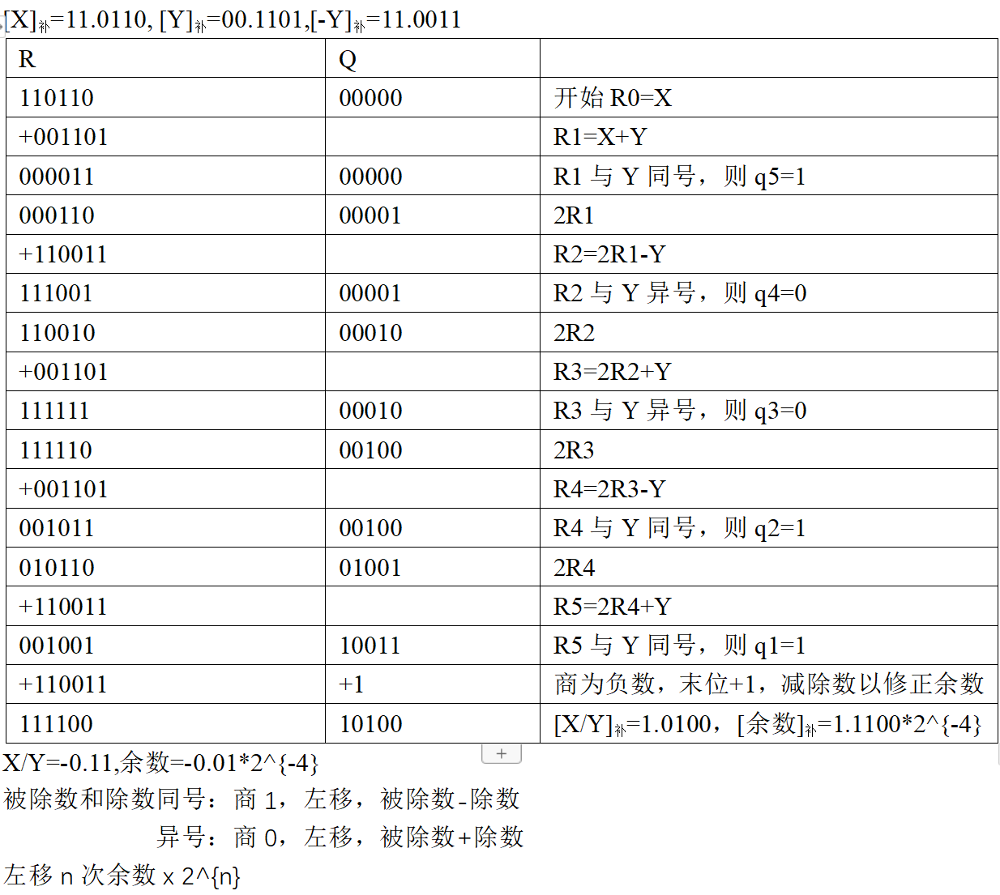 [X]补=11.0110, [Y]补=00.1101,[-Y]补=11.0011
R Q
110110 00000 开始 R0=X
+001101 R1=X+Y
000011 00000 R1 与 Y 同号，则 q5=1
000110 00001 2R1
+110011 R2=2R1-Y
111001 00001 R2 与 Y 异号，则 q4=0
110010 00010 2R2
+001101 R3=2R2+Y
111111 00010 R3 与 Y 异号，则 q3=0
111110 00100 2R3
+001101 R4=2R3-Y
001011 00100 R4 与 Y 同号，则 q2=1
010110 01001 2R4
+110011 R5=2R4+Y
001001 10011 R5 与 Y 同号，则 q1=1
+110011 +1 商为负数，末位+1，减除数以修正余数
111100 10100 [X/Y]补=1.0100，[余数]补=1.1100*2^{-4}
X/Y=-0.11,余数=-0.01*2^{-4}
被除数和除数同号：商 1，左移，被除数-除数
异号：商 0，左移，被除数+除数
左移 n 次余数 x 2^{n}